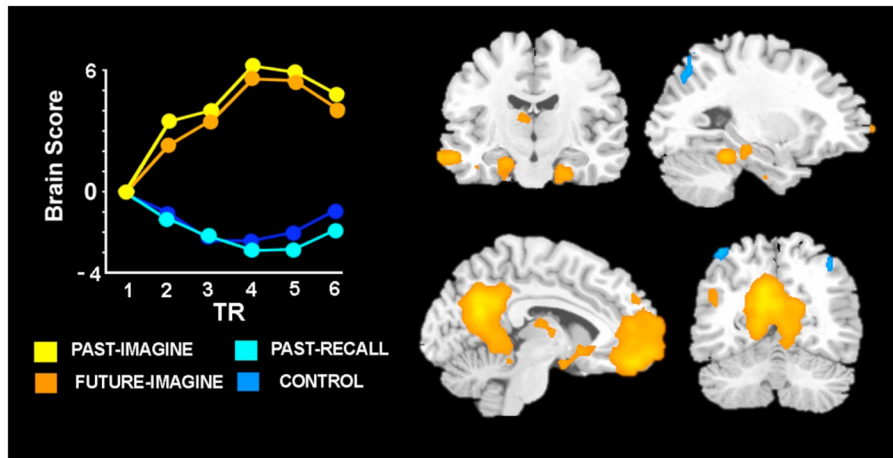 6
0
- 4
Brain Score
1 2 3 4 5 6
TR
PAST-IMAGINE PAST-RECALL
FUTURE-IMAGINE CONTROL